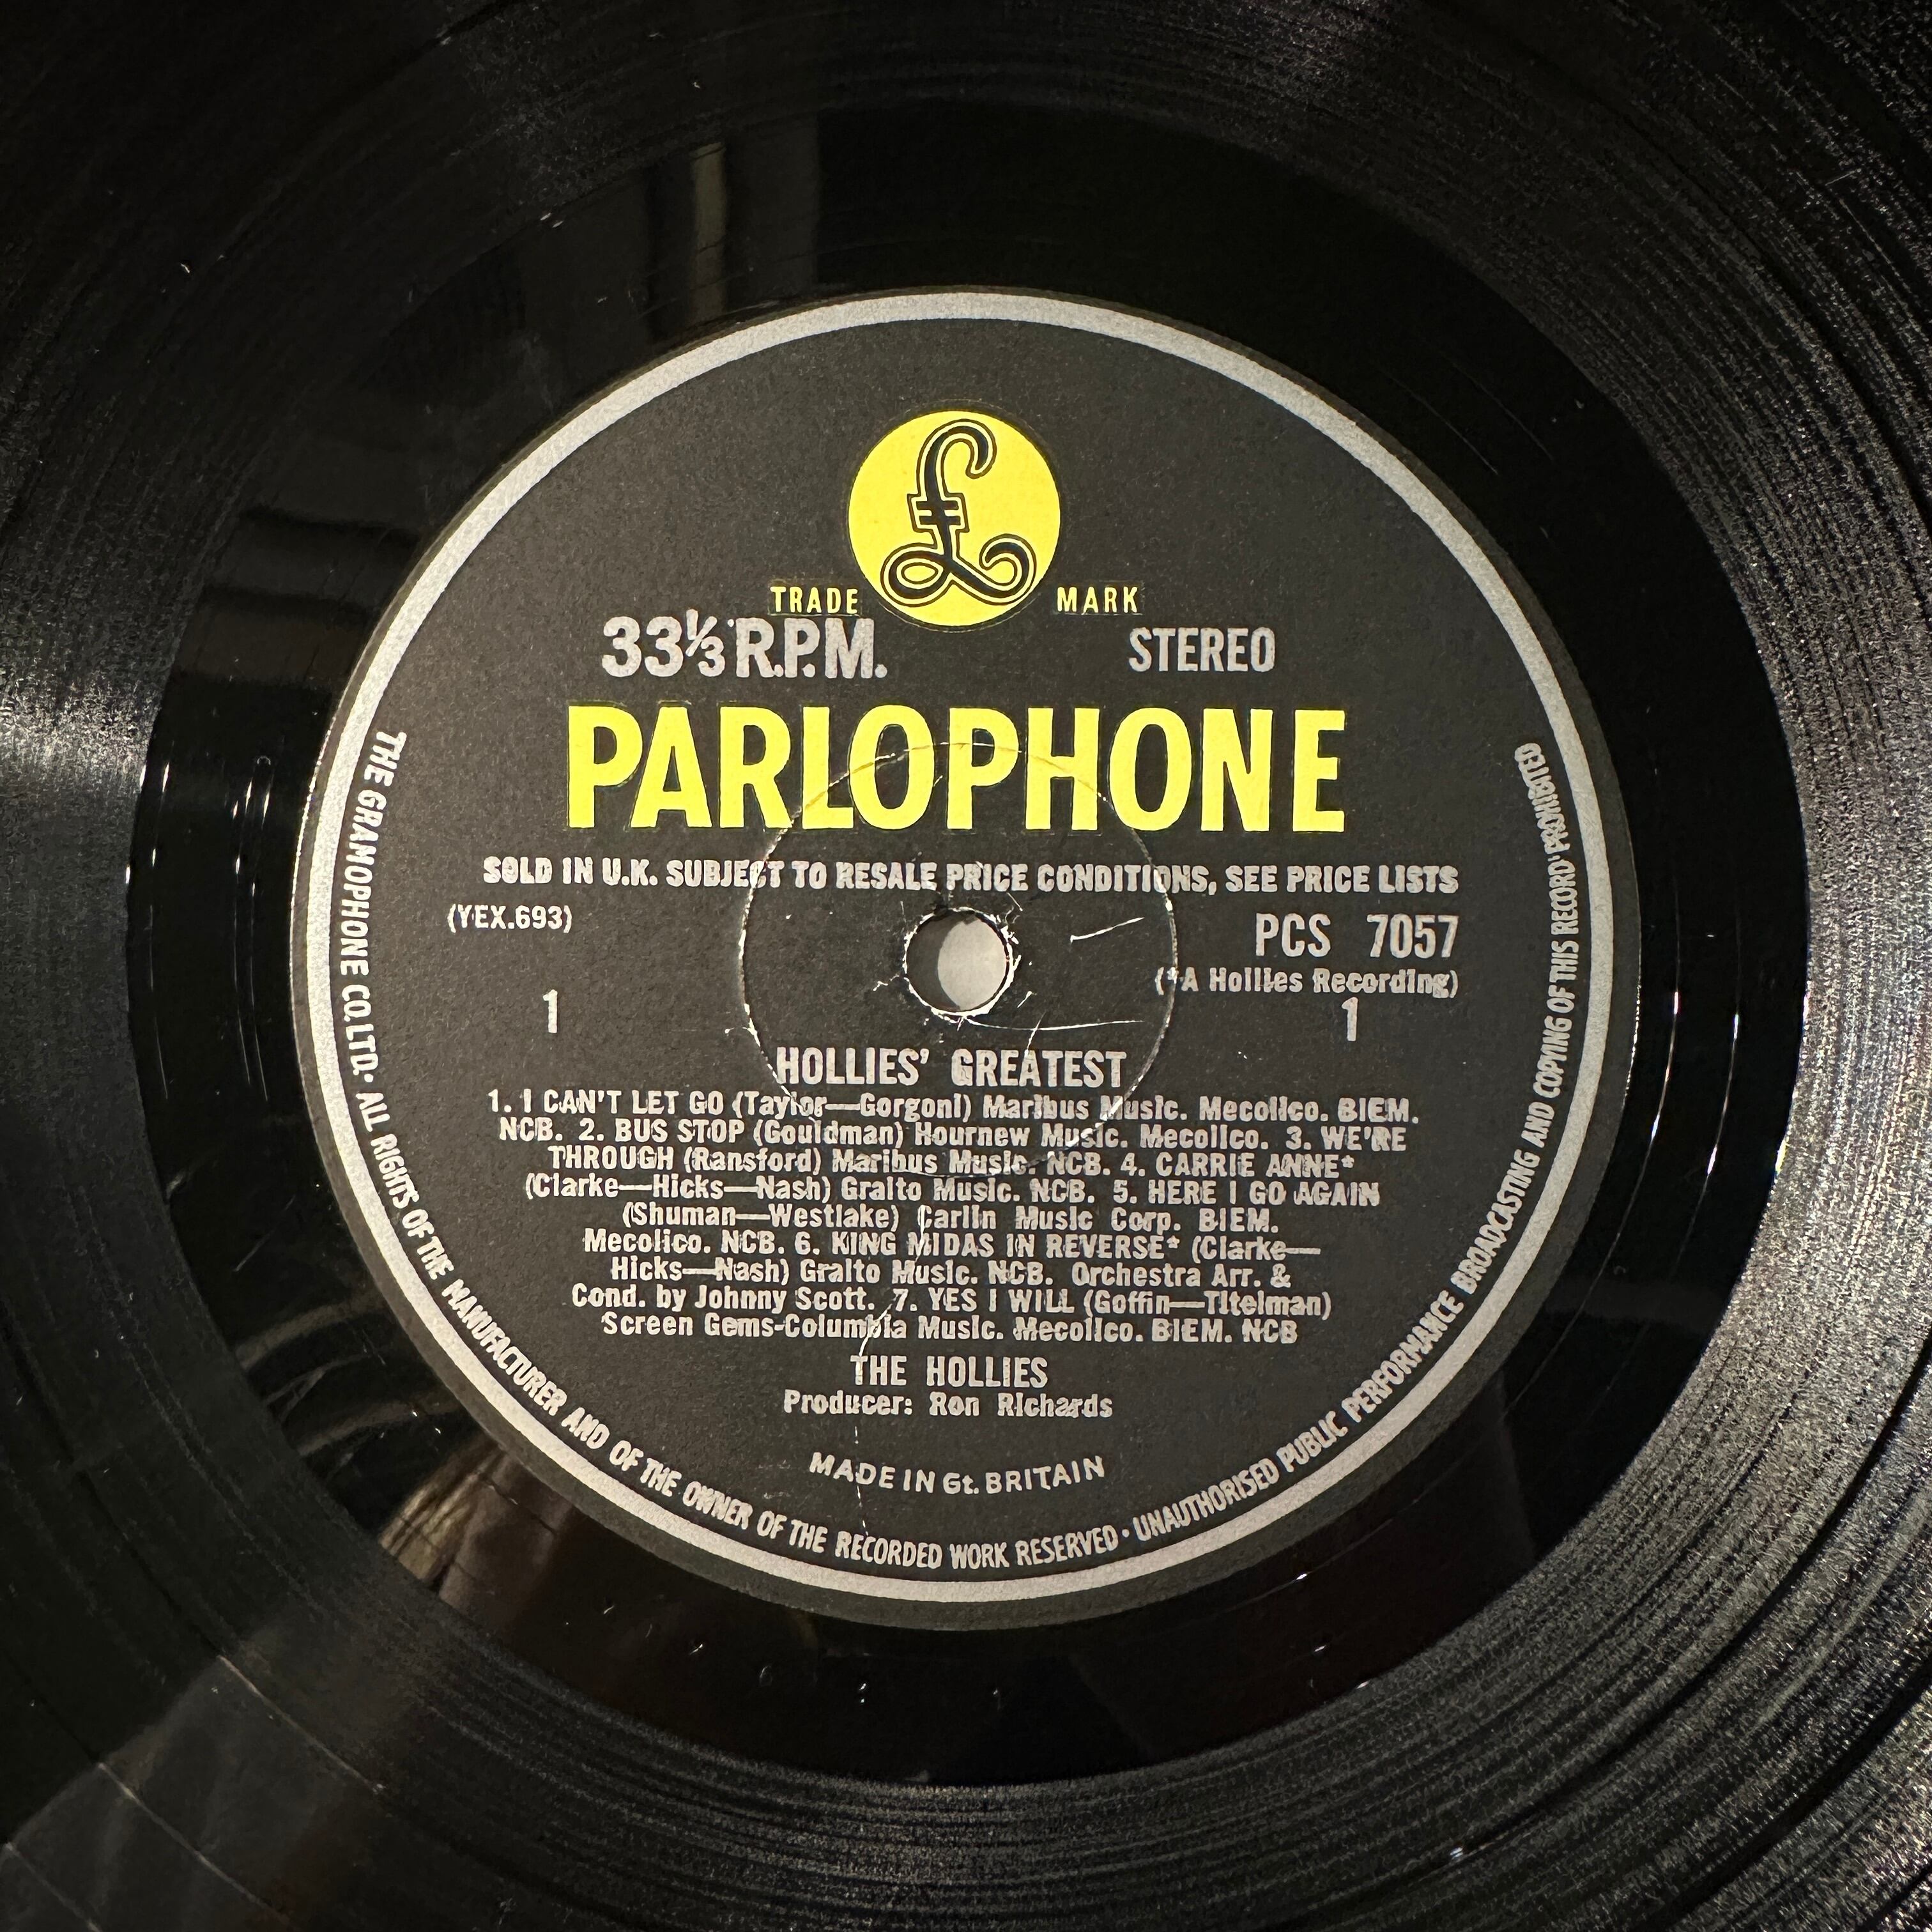 £
TRADE MARK
33⅓ R.P.M. STEREO
PARLOPHONE
SOLD IN U.K. SUBJECT TO RESALE PRICE CONDITIONS, SEE PRICE LISTS
(YEX.693) PCS 7057
(*A Hollies Recording)
1 1
HOLLIES' GREATEST
1. I CAN'T LET GO (Taylor—Gorgoni) Maribus Music. Mecolico. BIEM.
NCB. 2. BUS STOP (Gouldman) Hournew Music. Mecolico. 3. WE'RE
THROUGH (Ransford) Maribus Music. NCB. 4. CARRIE ANNE*
(Clarke—Hicks—Nash) Gralto Music. NCB. 5. HERE I GO AGAIN
(Shuman—Westlake) Carlin Music Corp. BIEM.
Mecolico. NCB. 6. KING MIDAS IN REVERSE* (Clarke—
Hicks—Nash) Gralto Music. NCB. Orchestra Arr. &
Cond. by Johnny Scott. 7. YES I WILL (Goffin—Titelman)
Screen Gems-Columbia Music. Mecolico. BIEM. NCB
THE HOLLIES
Producer: Ron Richards
MADE IN Gt. BRITAIN
THE GRAMOPHONE CO. LTD. · ALL RIGHTS OF THE MANUFACTURER AND OF THE OWNER OF THE RECORDED WORK RESERVED · UNAUTHORISED PUBLIC PERFORMANCE BROADCASTING AND COPYING OF THIS RECORD PROHIBITED